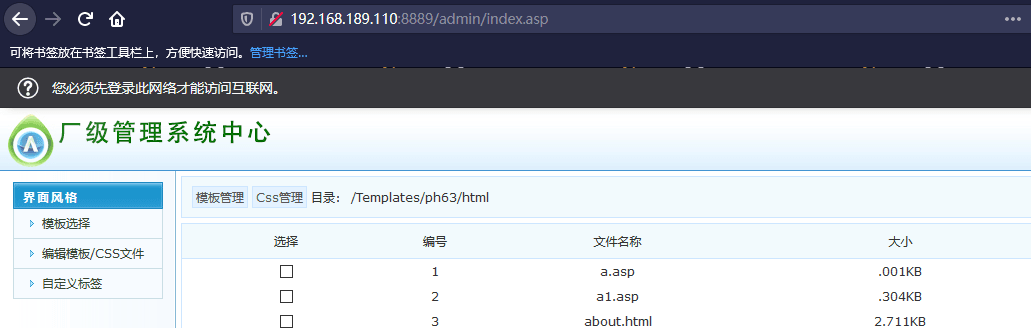 192.168.189.110:8889/admin/index.asp
可将书签放在书签工具栏上，方便快速访问。管理书签...
您必须先登录此网络才能访问互联网。
厂级管理系统中心
界面风格
模板选择
编辑模板/CSS文件
自定义标签
模板管理 Css管理 目录： /Templates/ph63/html
选择 编号 文件名称 大小
1 a.asp .001KB
2 a1.asp .304KB
3 about.html 2.711KB